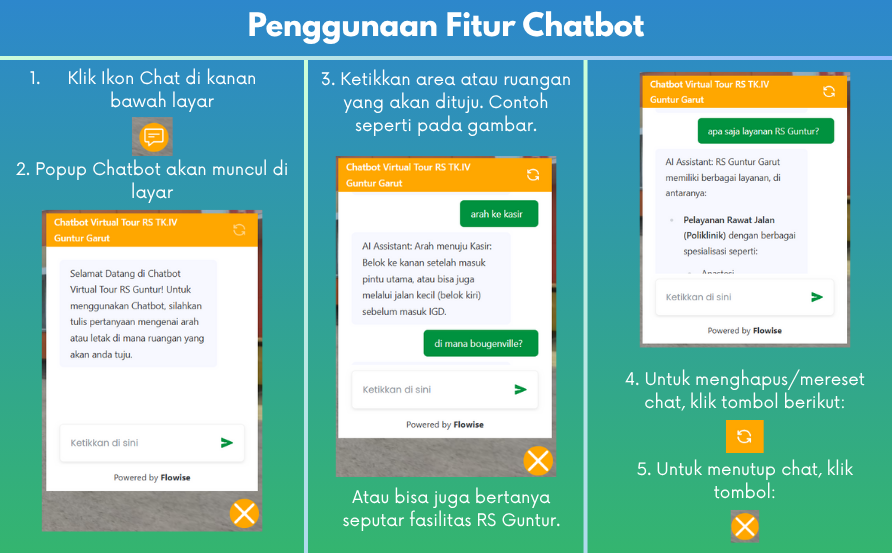 Penggunaan Fitur Chatbot
1. Klik Ikon Chat di kanan
bawah layar
2. Popup Chatbot akan muncul di
layar
Chatbot Virtual Tour RS TK.IV
Guntur Garut
Selamat Datang di Chatbot
Virtual Tour RS Guntur! Untuk
menggunakan Chatbot, silahkan
tulis pertanyaan mengenai arah
atau letak di mana ruangan yang
akan anda tuju.
Ketikkan di sini
Powered by Flowise
3. Ketikkan area atau ruangan
yang akan dituju. Contoh
seperti pada gambar.
Chatbot Virtual Tour RS TK.IV
Guntur Garut
arah ke kasir
AI Assistant: Arah menuju Kasir:
Belok ke kanan setelah masuk
pintu utama, atau bisa juga
melalui jalan kecil (belok kiri)
sebelum masuk IGD.
di mana bougenville?
Ketikkan di sini
Powered by Flowise
Atau bisa juga bertanya
seputar fasilitas RS Guntur.
Chatbot Virtual Tour RS TK.IV
Guntur Garut
apa saja layanan RS Guntur?
AI Assistant: RS Guntur Garut
memiliki berbagai layanan, di
antaranya:
Pelayanan Rawat Jalan
(Poliklinik) dengan berbagai
spesialisasi seperti:
Ketikkan di sini
Powered by Flowise
4. Untuk menghapus/mereset
chat, klik tombol berikut:
5. Untuk menutup chat, klik
tombol: